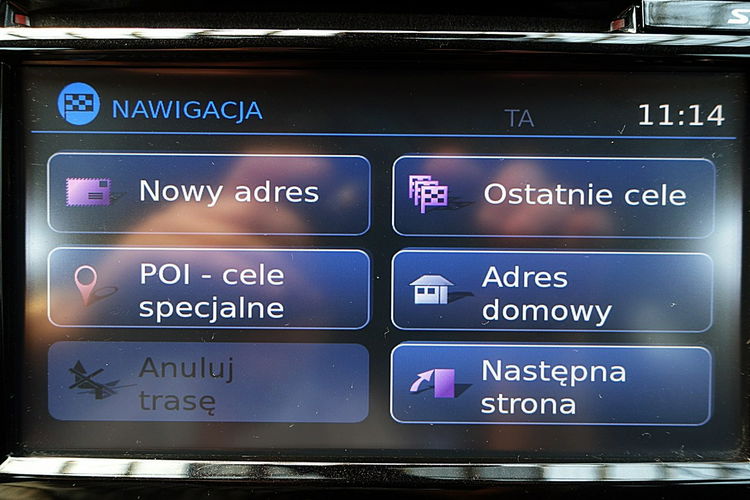 NAWIGACJA
TA
11:14
Nowy adres
Ostatnie cele
POI - cele
specjalne
Adres
domowy
Anuluj
trasę
Następna
strona